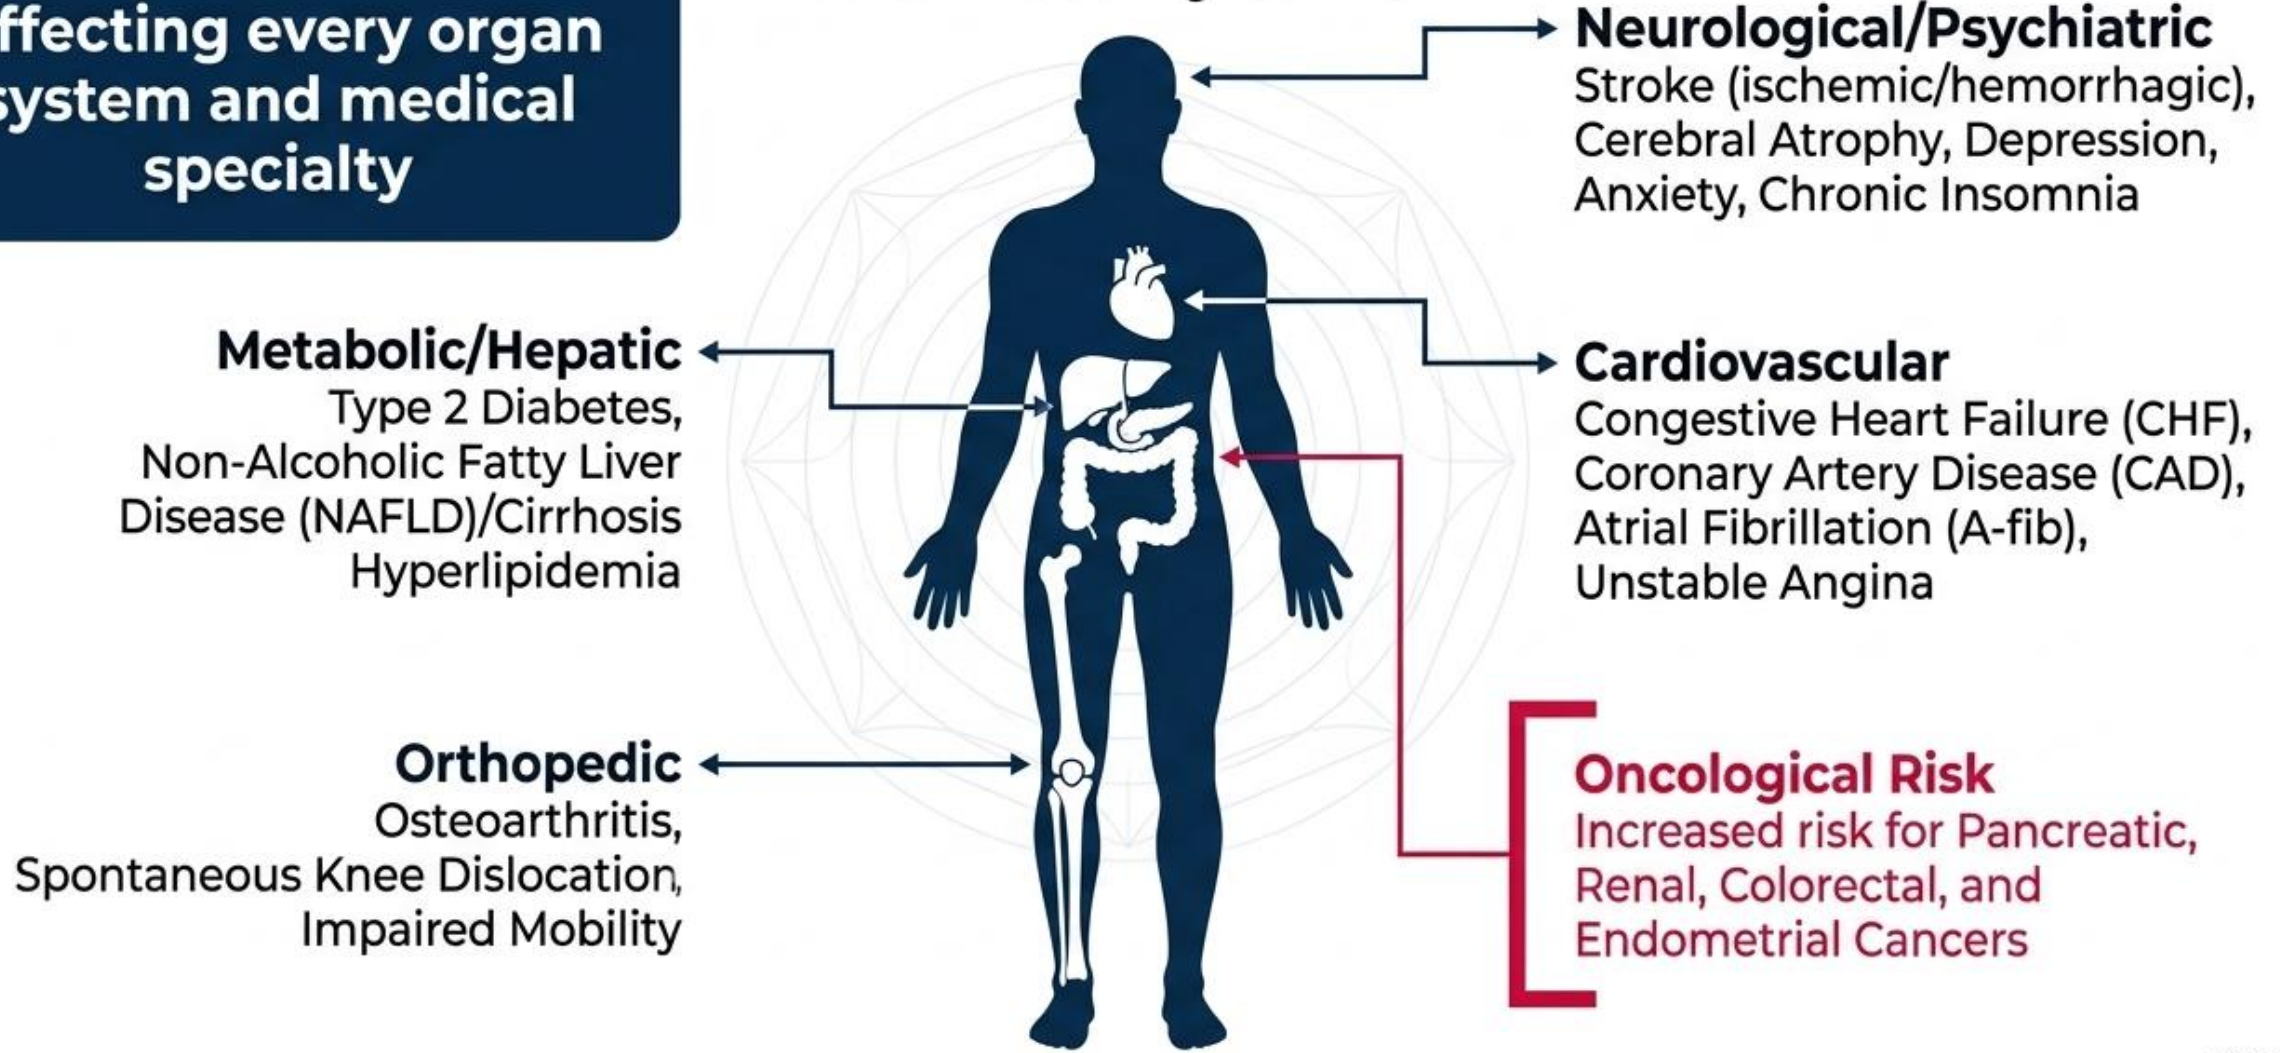 ffecting every organ
system and medical
specialty
Neurological/Psychiatric
Stroke (ischemic/hemorrhagic),
Cerebral Atrophy, Depression,
Anxiety, Chronic Insomnia
Metabolic/Hepatic
Type 2 Diabetes,
Non-Alcoholic Fatty Liver
Disease (NAFLD)/Cirrhosis
Hyperlipidemia
Cardiovascular
Congestive Heart Failure (CHF),
Coronary Artery Disease (CAD),
Atrial Fibrillation (A-fib),
Unstable Angina
Orthopedic
Osteoarthritis,
Spontaneous Knee Dislocation,
Impaired Mobility
Oncological Risk
Increased risk for Pancreatic,
Renal, Colorectal, and
Endometrial Cancers